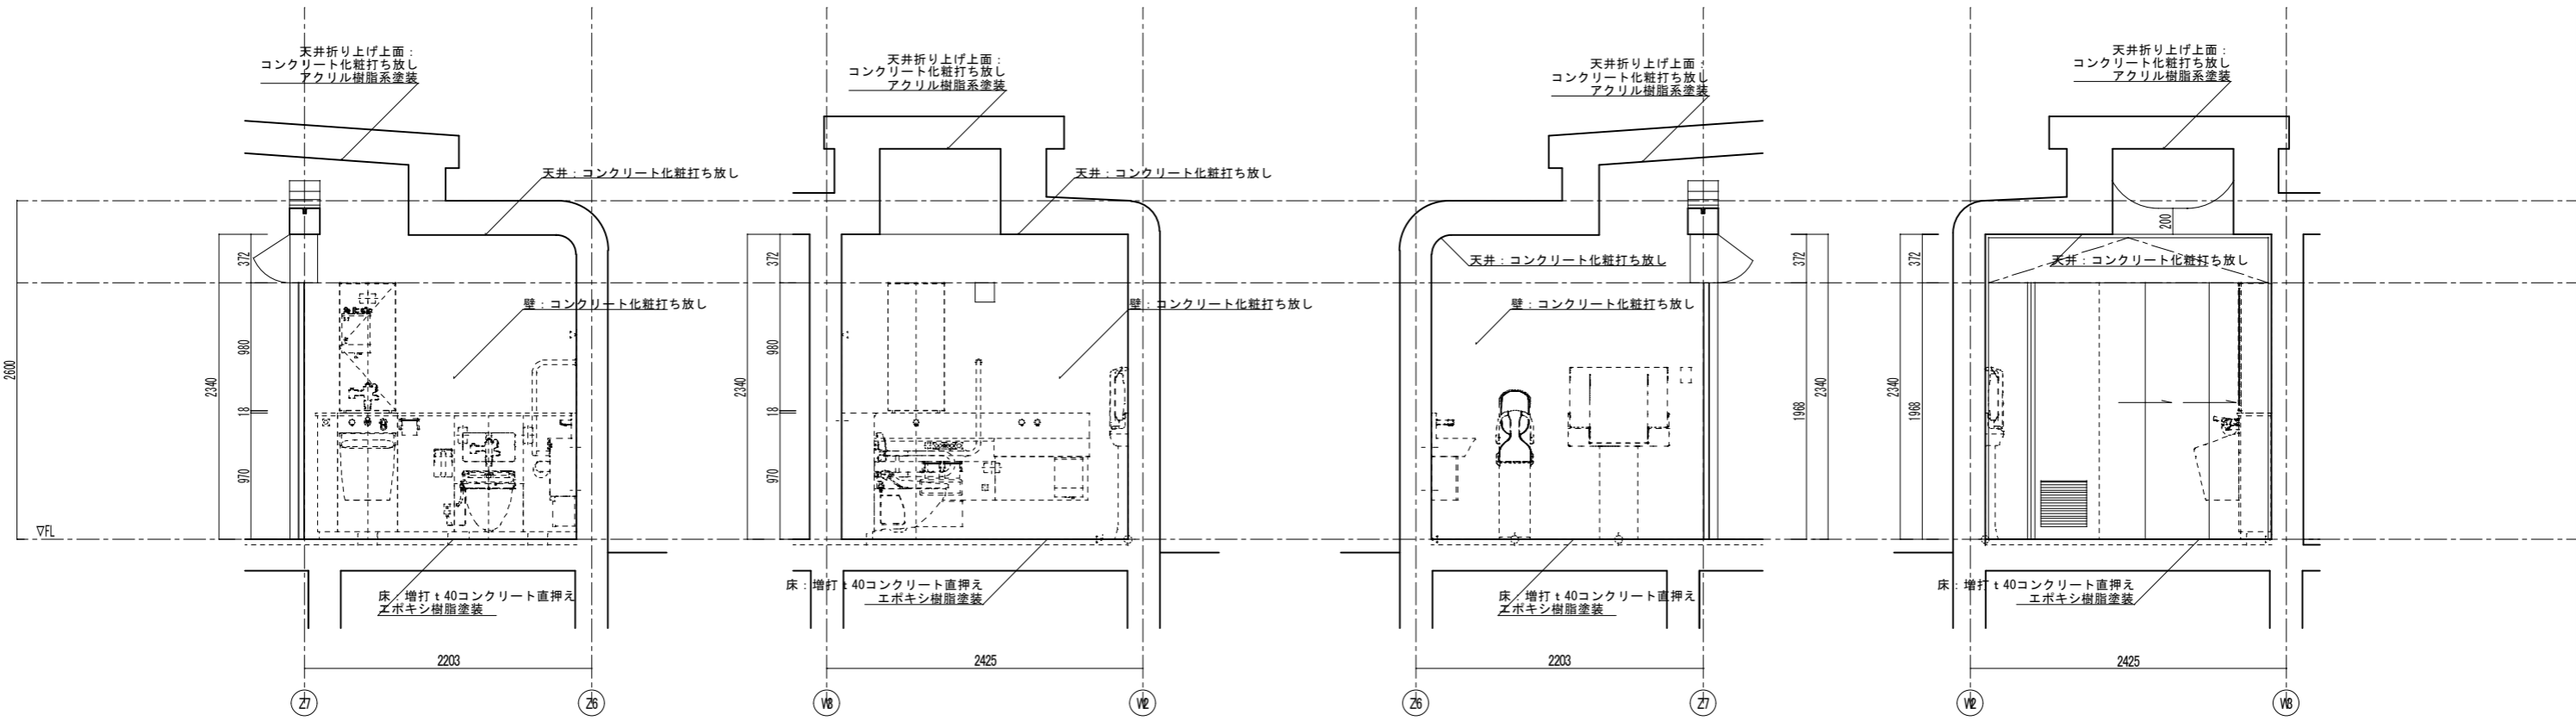 天井折り上げ上面：
コンクリート化粧打ち放し
アクリル樹脂系塗装
天井：コンクリート化粧打ち放し
壁：コンクリート化粧打ち放し
2600
2340
372
980
18
970
▽FL
床：増打ｔ40コンクリート直押え
エポキシ樹脂塗装
2203
Z7
Z6
天井折り上げ上面：
コンクリート化粧打ち放し
アクリル樹脂系塗装
天井：コンクリート化粧打ち放し
壁：コンクリート化粧打ち放し
2340
372
980
18
970
床：増打ｔ40コンクリート直押え
エポキシ樹脂塗装
2425
W3
W2
天井折り上げ上面：
コンクリート化粧打ち放し
アクリル樹脂系塗装
天井：コンクリート化粧打ち放し
壁：コンクリート化粧打ち放し
372
1968
2340
床：増打ｔ40コンクリート直押え
エポキシ樹脂塗装
2203
Z6
Z7
天井折り上げ上面：
コンクリート化粧打ち放し
アクリル樹脂系塗装
200
天井：コンクリート化粧打ち放し
2340
372
1968
床：増打ｔ40コンクリート直押え
エポキシ樹脂塗装
2425
W2
W3